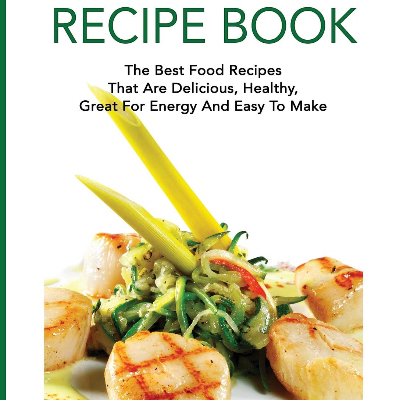 RECIPE BOOK
The Best Food Recipes
That Are Delicious, Healthy,
Great For Energy And Easy To Make